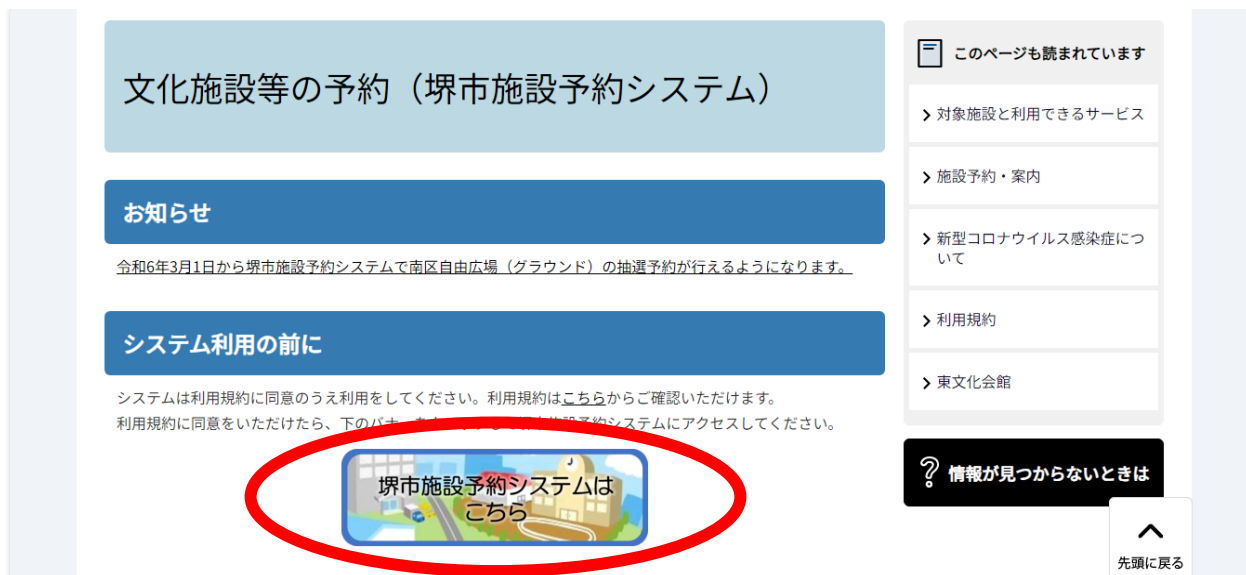 文化施設等の予約（堺市施設予約システム）
お知らせ
令和6年3月1日から堺市施設予約システムで南区自由広場（グラウンド）の抽選予約が行えるようになります。
システム利用の前に
システムは利用規約に同意のうえ利用をしてください。利用規約はこちらからご確認いただけます。
利用規約に同意をいただけたら、下のバナー
施設予約システムにアクセスしてください。
堺市施設予約システムは
こちら
このページも読まれています
対象施設と利用できるサービス
施設予約・案内
新型コロナウイルス感染症につ
いて
利用規約
東文化会館
情報が見つからないときは
先頭に戻る